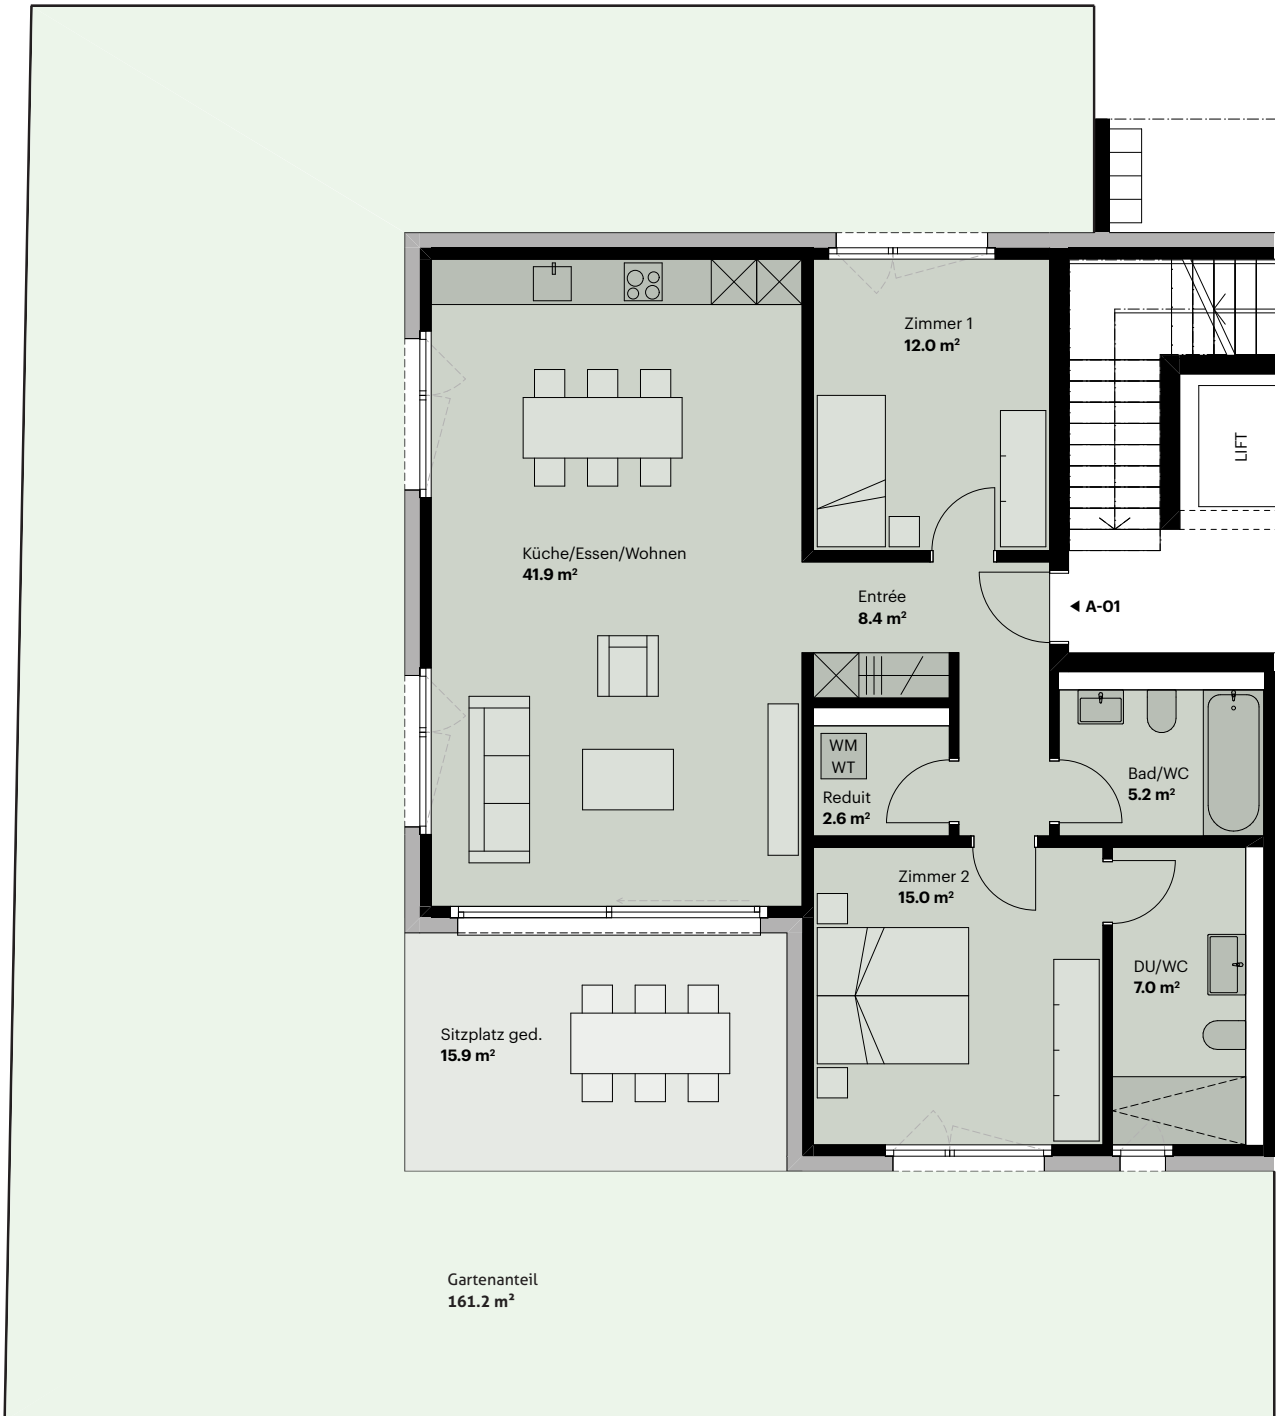 Zimmer 1
12.0 m²
LIFT
Küche/Essen/Wohnen
41.9 m²
Entrée
8.4 m²
A-01
WM
WT
Reduit
2.6 m²
Bad/WC
5.2 m²
Zimmer 2
15.0 m²
DU/WC
7.0 m²
Sitzplatz ged.
15.9 m²
Gartenanteil
161.2 m²